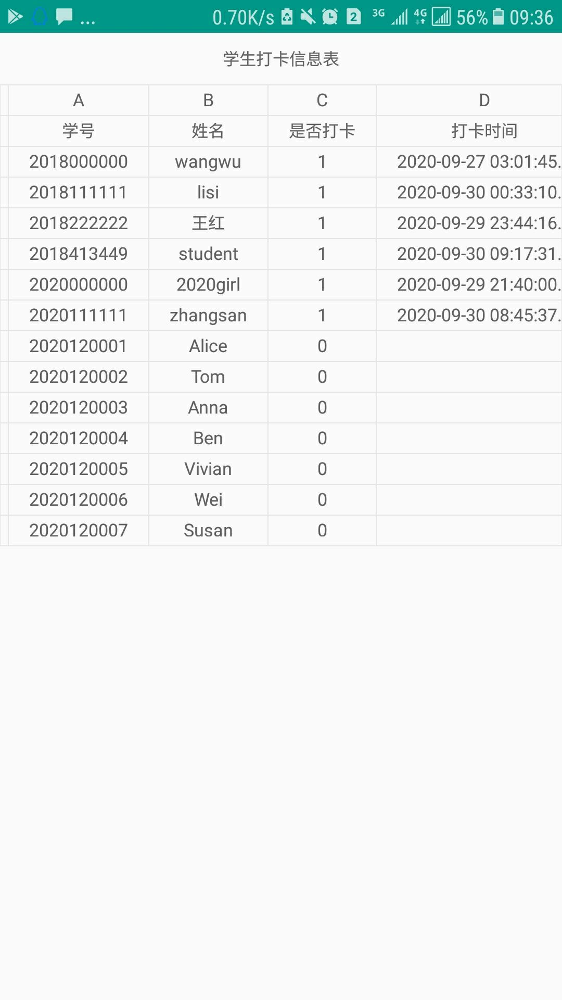 ... 0.70K/s 2 3G 4G 56% 09:36
学生打卡信息表
A B C D
学号 姓名 是否打卡 打卡时间
2018000000 wangwu 1 2020-09-27 03:01:45.
2018111111 lisi 1 2020-09-30 00:33:10.
2018222222 王红 1 2020-09-29 23:44:16.
2018413449 student 1 2020-09-30 09:17:31.
2020000000 2020girl 1 2020-09-29 21:40:00.
2020111111 zhangsan 1 2020-09-30 08:45:37.
2020120001 Alice 0
2020120002 Tom 0
2020120003 Anna 0
2020120004 Ben 0
2020120005 Vivian 0
2020120006 Wei 0
2020120007 Susan 0